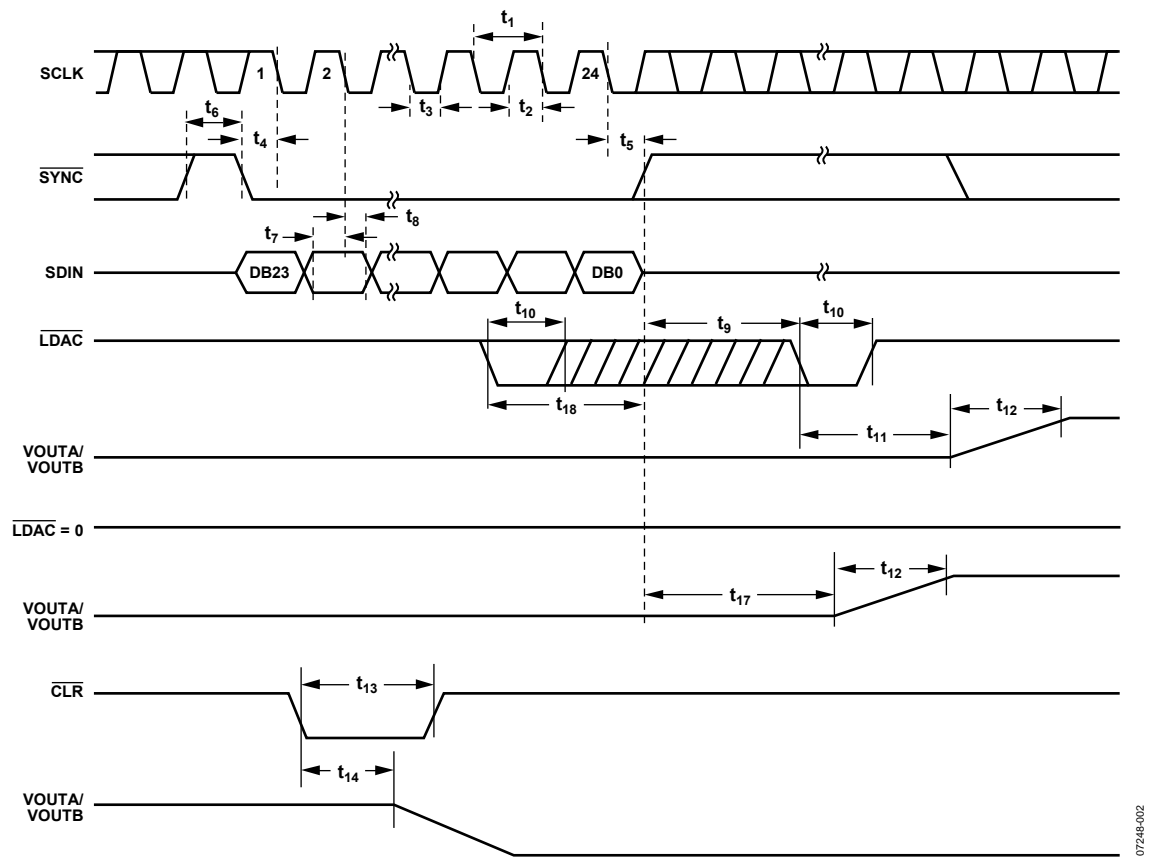 t1
SCLK
1
2
24
t3
t2
t6
t4
t5
SYNC
t7
t8
SDIN
DB23
DB0
t10
t9
t10
LDAC
t18
t12
t11
VOUTA/
VOUTB
LDAC = 0
t12
t17
VOUTA/
VOUTB
t13
CLR
t14
VOUTA/
VOUTB
07248-002